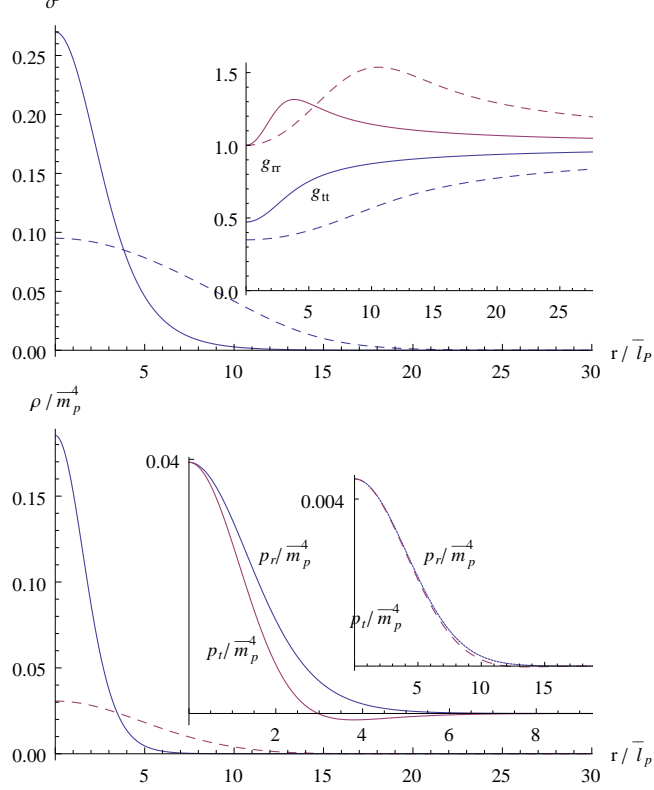 σ
0.25
0.20
0.15
0.10
0.05
0.00
1.5
1.0
0.5
0.0
g_rr
g_tt
5 10 15 20 25
5 10 15 20 25 30
r / l̅_P
ρ / m̅_p^4
0.15
0.10
0.05
0.00
0.04
p_r / m̅_p^4
p_t / m̅_p^4
2 4 6 8
0.004
p_r / m̅_p^4
p_t / m̅_p^4
5 10 15
5 10 15 20 25 30
r / l̅_p